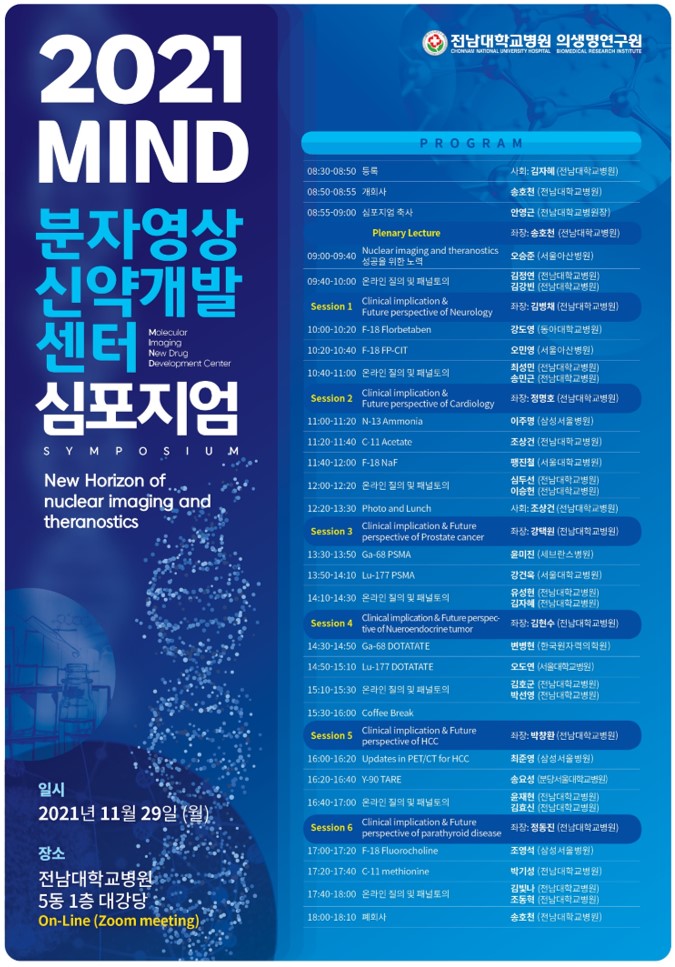 2021
MIND
분자영상
신약개발
센터
Molecular
Imaging
New Drug
Development Center
심포지엄
SYMPOSIUM
New Horizon of
nuclear imaging and
theranostics
일시
2021년 11월 29일 (월)
장소
전남대학교병원
5동 1층 대강당
On-Line (Zoom meeting)
전남대학교병원 의생명연구원
CHONNAM NATIONAL UNIVERSITY HOSPITAL BIOMEDICAL RESEARCH INSTITUTE
PROGRAM
08:30-08:50 등록 사회: 김자혜 (전남대학교병원)
08:50-08:55 개회사 송호천 (전남대학교병원)
08:55-09:00 심포지엄 축사 안영근 (전남대학교병원장)
Plenary Lecture 좌장: 송호천 (전남대학교병원)
09:00-09:40 Nuclear imaging and theranostics 오승준 (서울아산병원)
성공을 위한 노력
09:40-10:00 온라인 질의 및 패널토의 김정연 (전남대학교병원)
김강빈 (전남대학교병원)
Session 1 Clinical implication & 좌장: 김병채 (전남대학교병원)
Future perspective of Neurology
10:00-10:20 F-18 Florbetaben 강도영 (동아대학교병원)
10:20-10:40 F-18 FP-CIT 오민영 (서울아산병원)
10:40-11:00 온라인 질의 및 패널토의 최성민 (전남대학교병원)
송민근 (전남대학교병원)
Session 2 Clinical implication & 좌장: 정명호 (전남대학교병원)
Future perspective of Cardiology
11:00-11:20 N-13 Ammonia 이주명 (삼성서울병원)
11:20-11:40 C-11 Acetate 조상건 (전남대학교병원)
11:40-12:00 F-18 NaF 팽진철 (서울대학교병원)
12:00-12:20 온라인 질의 및 패널토의 심두선 (전남대학교병원)
이승헌 (전남대학교병원)
12:20-13:30 Photo and Lunch 사회: 조상건 (전남대학교병원)
Session 3 Clinical implication & Future 좌장: 강택원 (전남대학교병원)
perspective of Prostate cancer
13:30-13:50 Ga-68 PSMA 윤미진 (세브란스병원)
13:50-14:10 Lu-177 PSMA 강건욱 (서울대학교병원)
14:10-14:30 온라인 질의 및 패널토의 유성현 (전남대학교병원)
김자혜 (전남대학교병원)
Session 4 Clinical implication & Future perspec- 좌장: 김현수 (전남대학교병원)
tive of Nueroendocrine tumor
14:30-14:50 Ga-68 DOTATATE 변병현 (한국원자력의학원)
14:50-15:10 Lu-177 DOTATATE 오도연 (서울대학교병원)
15:10-15:30 온라인 질의 및 패널토의 김호군 (전남대학교병원)
박선영 (전남대학교병원)
15:30-16:00 Coffee Break
Session 5 Clinical implication & Future 좌장: 박창환 (전남대학교병원)
perspective of HCC
16:00-16:20 Updates in PET/CT for HCC 최준영 (삼성서울병원)
16:20-16:40 Y-90 TARE 송요성 (분당서울대학교병원)
16:40-17:00 온라인 질의 및 패널토의 윤재현 (전남대학교병원)
김효신 (전남대학교병원)
Session 6 Clinical implication & Future 좌장: 정동진 (전남대학교병원)
perspective of parathyroid disease
17:00-17:20 F-18 Fluorocholine 조영석 (삼성서울병원)
17:20-17:40 C-11 methionine 박기성 (전남대학교병원)
17:40-18:00 온라인 질의 및 패널토의 김빛나 (전남대학교병원)
조동혁 (전남대학교병원)
18:00-18:10 폐회사 송호천 (전남대학교병원)